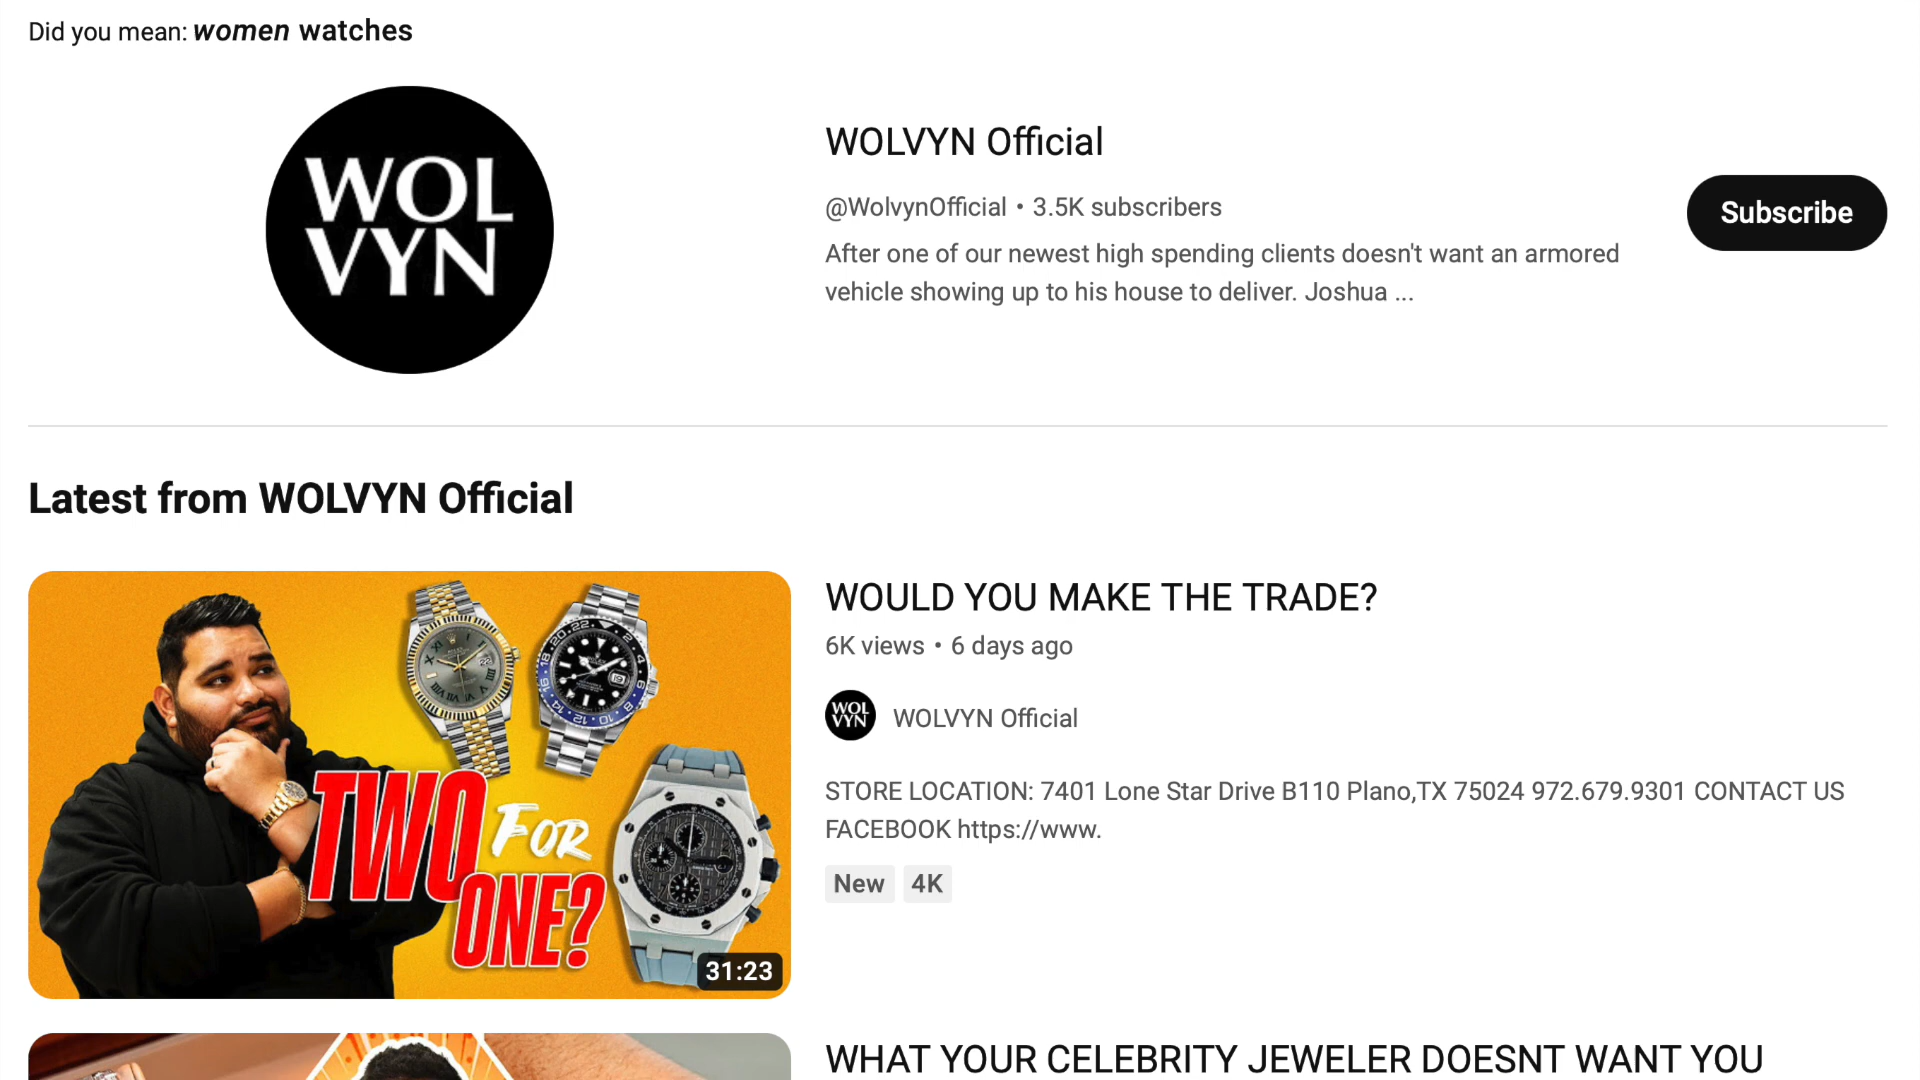 Did you mean: women watches
WOL
VYN
WOLVYN Official
@WolvynOfficial • 3.5K subscribers
Subscribe
After one of our newest high spending clients doesn't want an armored
vehicle showing up to his house to deliver. Joshua ...
Latest from WOLVYN Official
TWO
FOR
ONE?
31:23
WOULD YOU MAKE THE TRADE?
6K views • 6 days ago
WOL
VYN
WOLVYN Official
STORE LOCATION: 7401 Lone Star Drive B110 Plano,TX 75024 972.679.9301 CONTACT US
FACEBOOK https://www.
New 4K
WHAT YOUR CELEBRITY JEWELER DOESNT WANT YOU